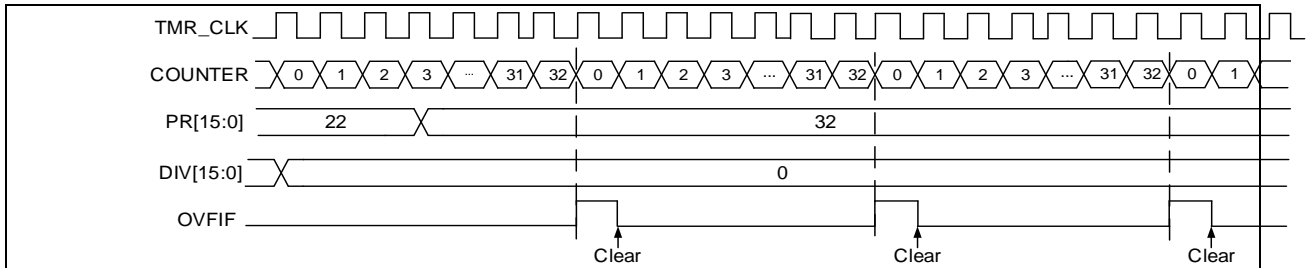 TMR_CLK
COUNTER 0 1 2 3 ... 31 32 0 1 2 3 ... 31 32 0 1 2 3 ... 31 32 0 1
PR[15:0] 22 32
DIV[15:0] 0
OVFIF
Clear Clear Clear